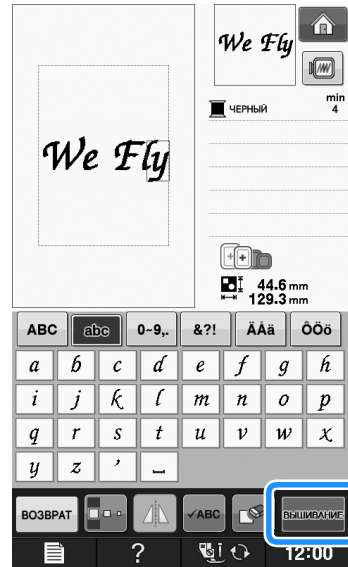 We Fly
We Fly
ЧЕРНЫЙ
min
4
44.6 mm
129.3 mm
ABC abc 0~9,. &?! ÄÅä ÔÖö
a b c d e f g h
i j k l m n o p
q r s t u v w x
y z ’ ⎵
ВОЗВРАТ ✓ABC ВЫШИВАНИЕ
? 12:00